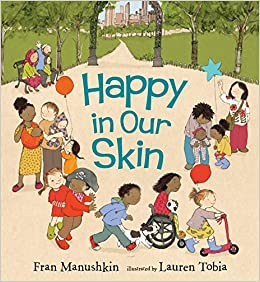 Happy
in Our
Skin
Fran Manushkin illustrated by Lauren Tobia